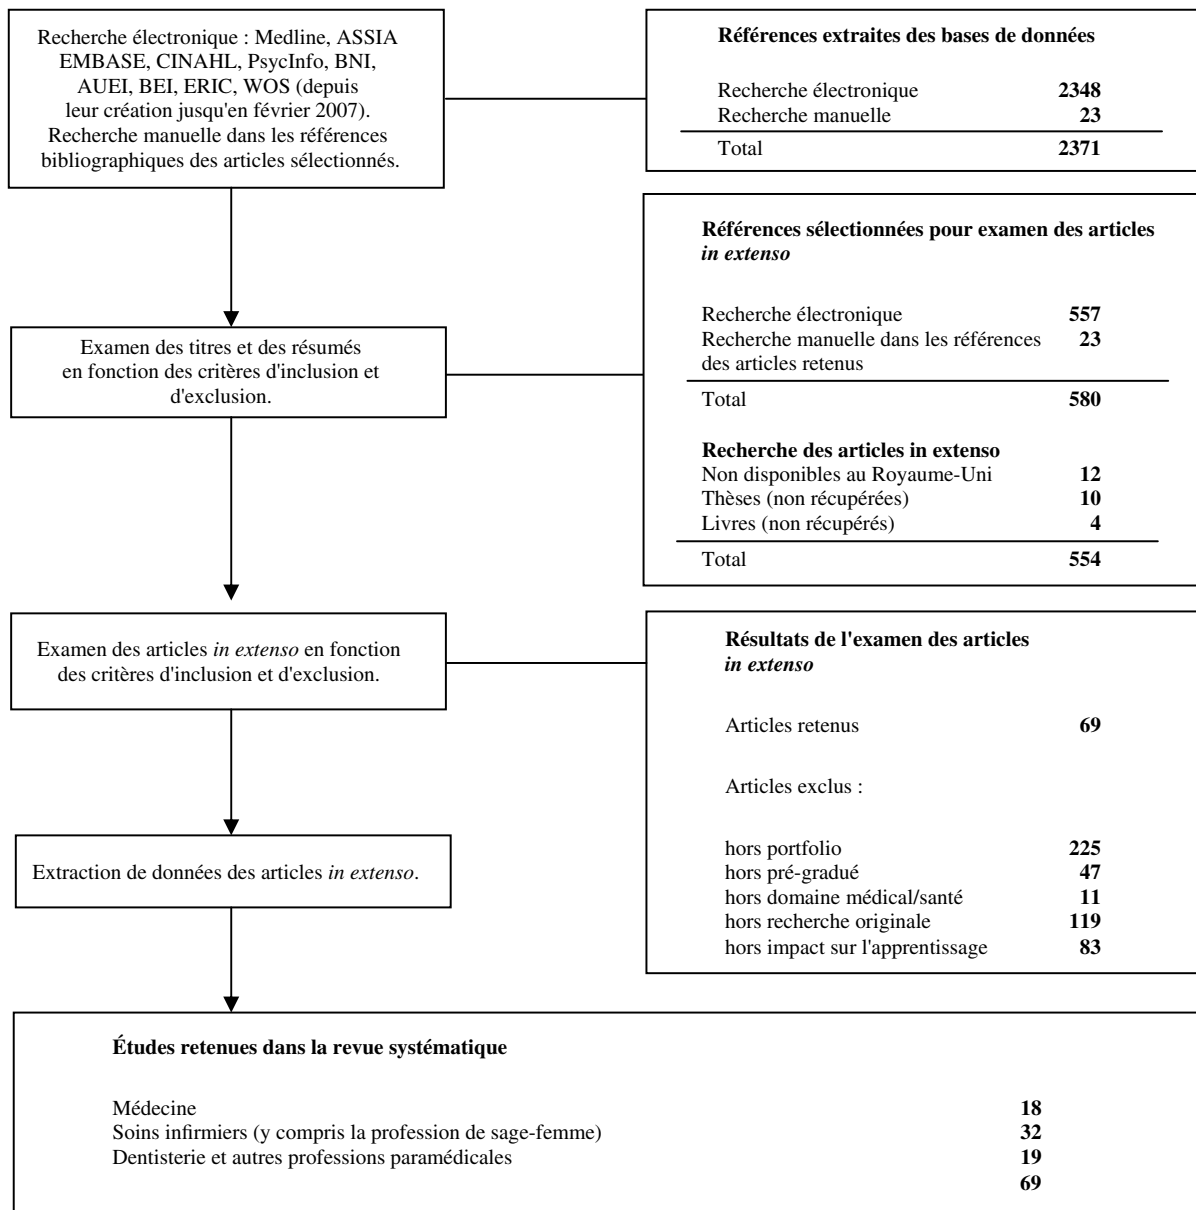 Recherche électronique : Medline, ASSIA
EMBASE, CINAHL, PsycInfo, BNI,
AUEI, BEI, ERIC, WOS (depuis
leur création jusqu'en février 2007).
Recherche manuelle dans les références
bibliographiques des articles sélectionnés.
Références extraites des bases de données
Recherche électronique 2348
Recherche manuelle 23
Total 2371
Examen des titres et des résumés
en fonction des critères d'inclusion et
d'exclusion.
Références sélectionnées pour examen des articles
in extenso
Recherche électronique 557
Recherche manuelle dans les références 23
des articles retenus
Total 580
Recherche des articles in extenso
Non disponibles au Royaume-Uni 12
Thèses (non récupérées) 10
Livres (non récupérés) 4
Total 554
Examen des articles in extenso en fonction
des critères d'inclusion et d'exclusion.
Résultats de l'examen des articles
in extenso
Articles retenus 69
Articles exclus :
hors portfolio 225
hors pré-gradué 47
hors domaine médical/santé 11
hors recherche originale 119
hors impact sur l'apprentissage 83
Extraction de données des articles in extenso.
Études retenues dans la revue systématique
Médecine 18
Soins infirmiers (y compris la profession de sage-femme) 32
Dentisterie et autres professions paramédicales 19
69